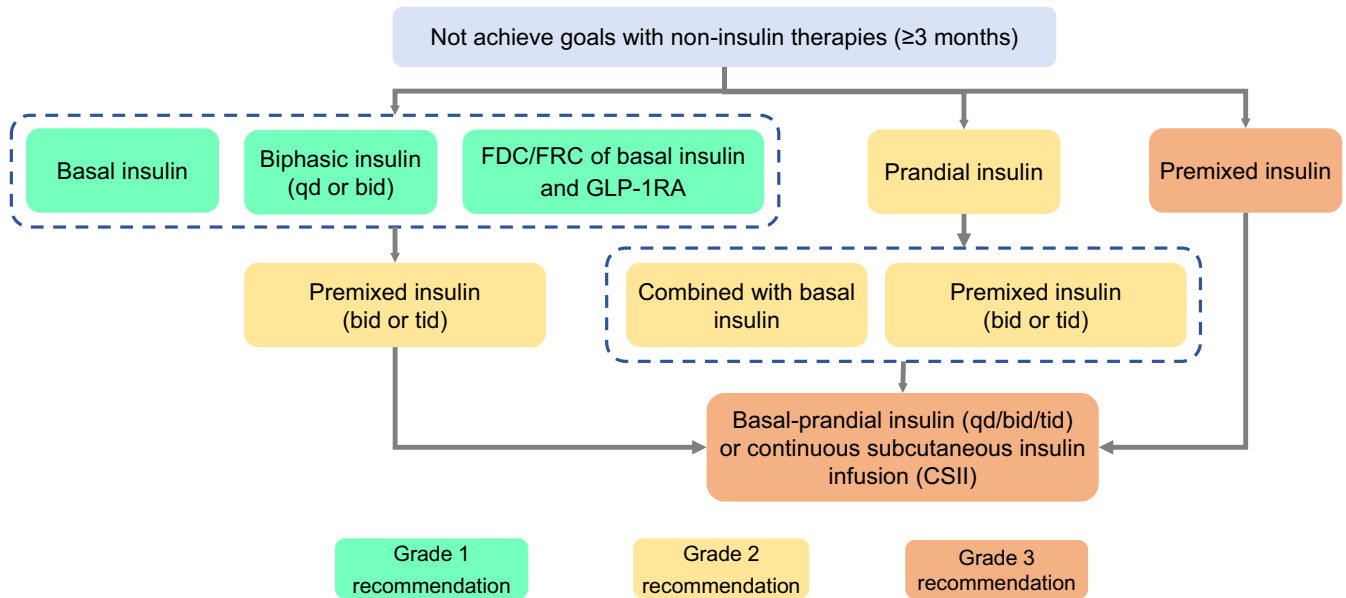 Not achieve goals with non-insulin therapies (≥3 months)
Basal insulin
Biphasic insulin
(qd or bid)
FDC/FRC of basal insulin
and GLP-1RA
Prandial insulin
Premixed insulin
Premixed insulin
(bid or tid)
Combined with basal
insulin
Premixed insulin
(bid or tid)
Basal-prandial insulin (qd/bid/tid)
or continuous subcutaneous insulin
infusion (CSII)
Grade 1
recommendation
Grade 2
recommendation
Grade 3
recommendation